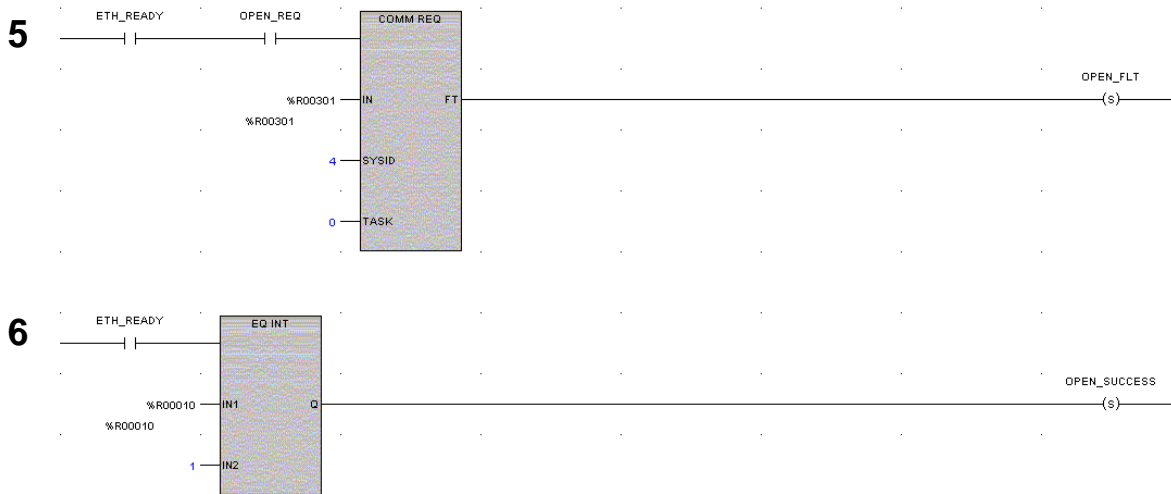 5
ETH_READY OPEN_REQ COMM REQ
OPEN_FLT
(S)
%R00301 IN FT
%R00301
4 SYSID
0 TASK
6
ETH_READY EQ INT
OPEN_SUCCESS
(S)
%R00010 IN1 Q
%R00010
1 IN2